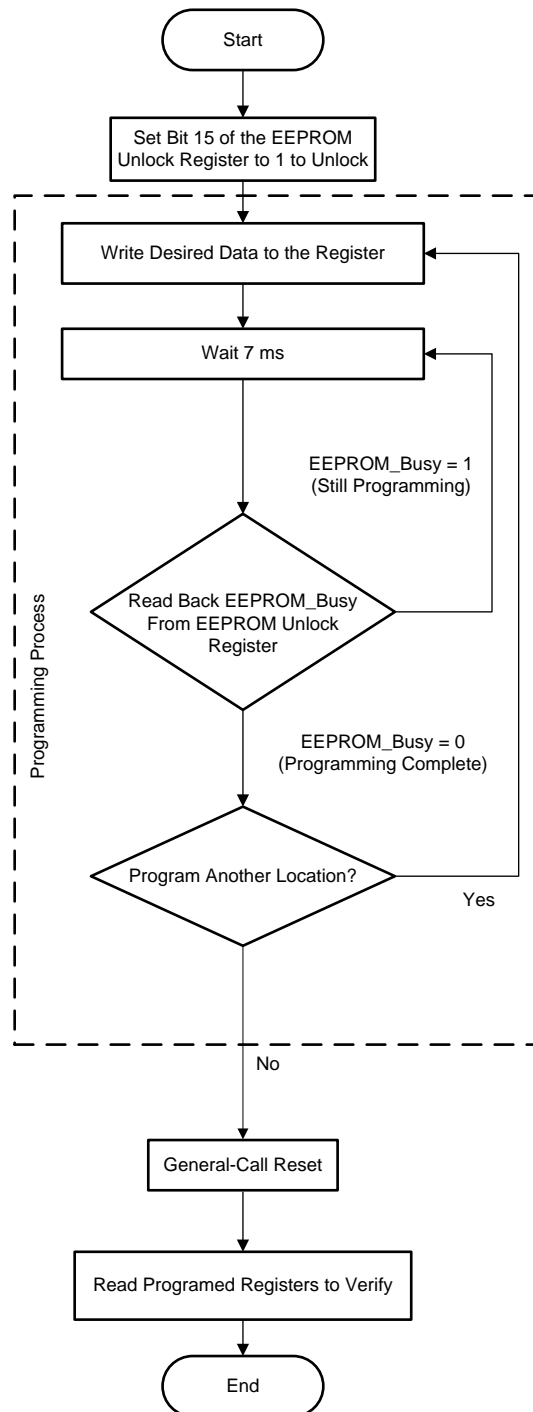 Start
Set Bit 15 of the EEPROM
Unlock Register to 1 to Unlock
Write Desired Data to the Register
Wait 7 ms
EEPROM_Busy = 1
(Still Programming)
Read Back EEPROM_Busy
From EEPROM Unlock
Register
Programming Process
EEPROM_Busy = 0
(Programming Complete)
Program Another Location?
Yes
No
General-Call Reset
Read Programed Registers to Verify
End